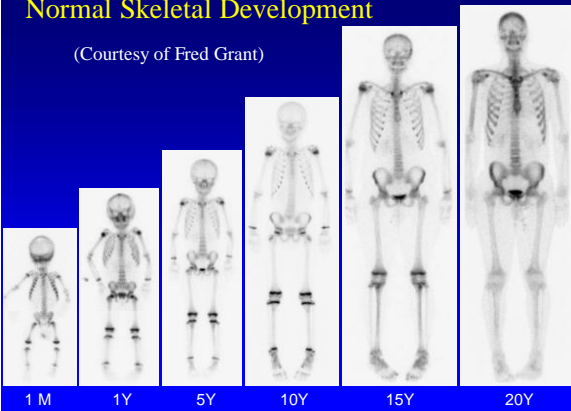 Normal Skeletal Development
(Courtesy of Fred Grant)
1 M 1Y 5Y 10Y 15Y 20Y